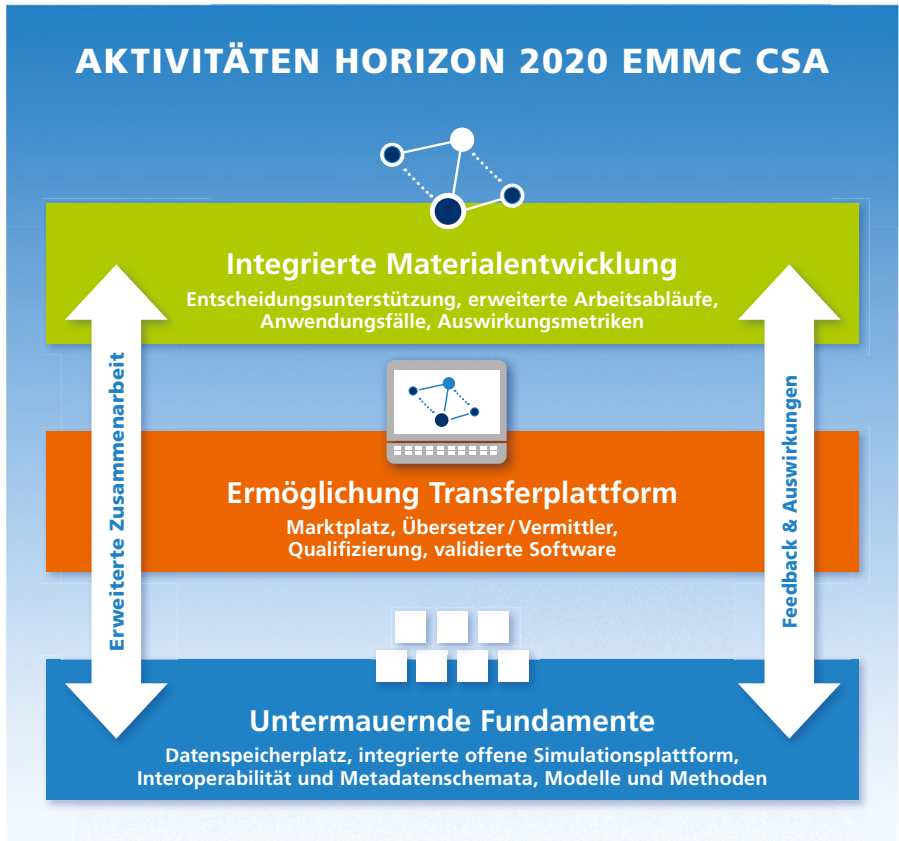 AKTIVITÄTEN HORIZON 2020 EMMC CSA
Integrierte Materialentwicklung
Entscheidungsunterstützung, erweiterte Arbeitsabläufe,
Anwendungsfälle, Auswirkungsmetriken
Erweiterte Zusammenarbeit
Feedback & Auswirkungen
Ermöglichung Transferplattform
Marktplatz, Übersetzer / Vermittler,
Qualifizierung, validierte Software
Untermauernde Fundamente
Datenspeicherplatz, integrierte offene Simulationsplattform,
Interoperabilität und Metadatenschemata, Modelle und Methoden